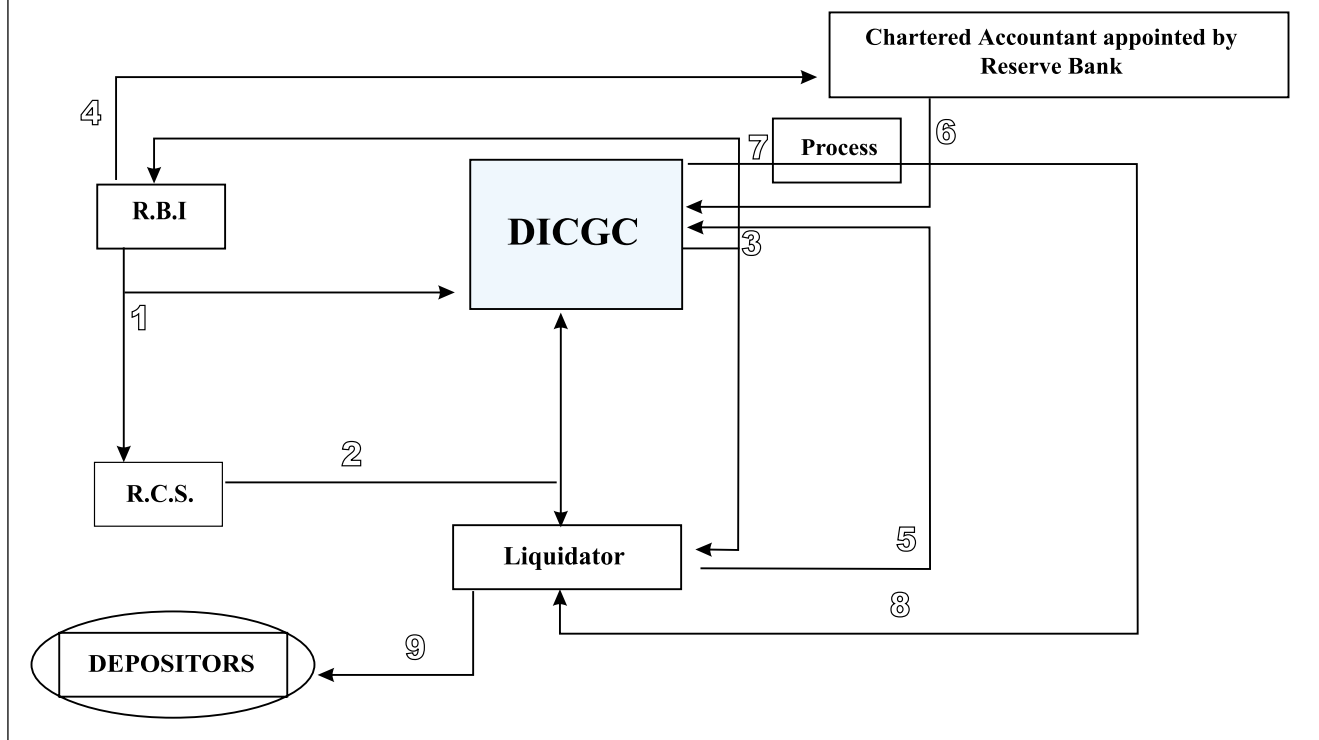 Chartered Accountant appointed by
Reserve Bank
4
6
7
Process
R.B.I
DICGC
3
1
2
R.C.S.
5
Liquidator
8
9
DEPOSITORS